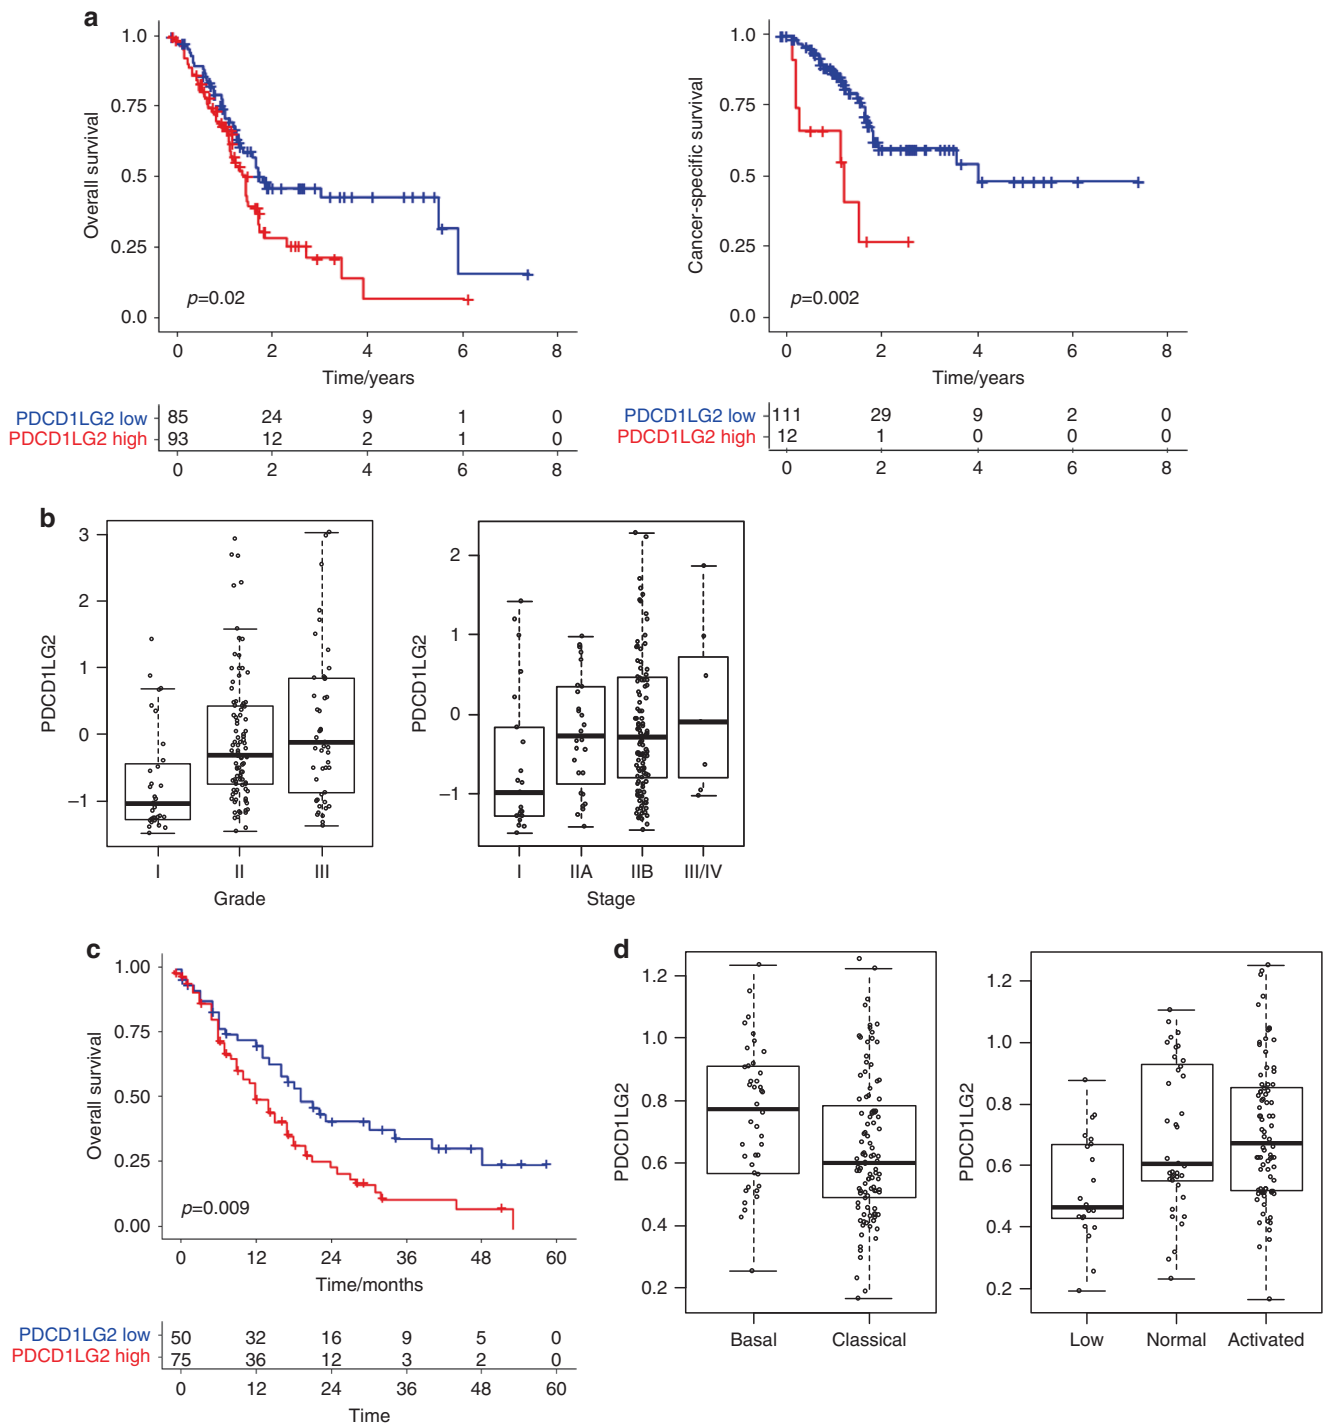 a
1.0
0.75
0.5
0.25
0.0
Overall survival
p=0.02
0 2 4 6 8
Time/years
PDCD1LG2 low 85 24 9 1 0
PDCD1LG2 high 93 12 2 1 0
0 2 4 6 8
1.0
0.75
0.5
0.25
0.0
Cancer-specific survival
p=0.002
0 2 4 6 8
Time/years
PDCD1LG2 low 111 29 9 2 0
PDCD1LG2 high 12 1 0 0 0
0 2 4 6 8
b
3
2
1
0
–1
PDCD1LG2
I II III
Grade
2
1
0
–1
PDCD1LG2
I IIA IIB III/IV
Stage
c
1.00
0.75
0.50
0.25
0.00
Overall survival
p=0.009
0 12 24 36 48 60
Time/months
PDCD1LG2 low 50 32 16 9 5 0
PDCD1LG2 high 75 36 12 3 2 0
0 12 24 36 48 60
Time
d
1.2
1.0
0.8
0.6
0.4
0.2
PDCD1LG2
Basal Classical
1.2
1.0
0.8
0.6
0.4
0.2
PDCD1LG2
Low Normal Activated